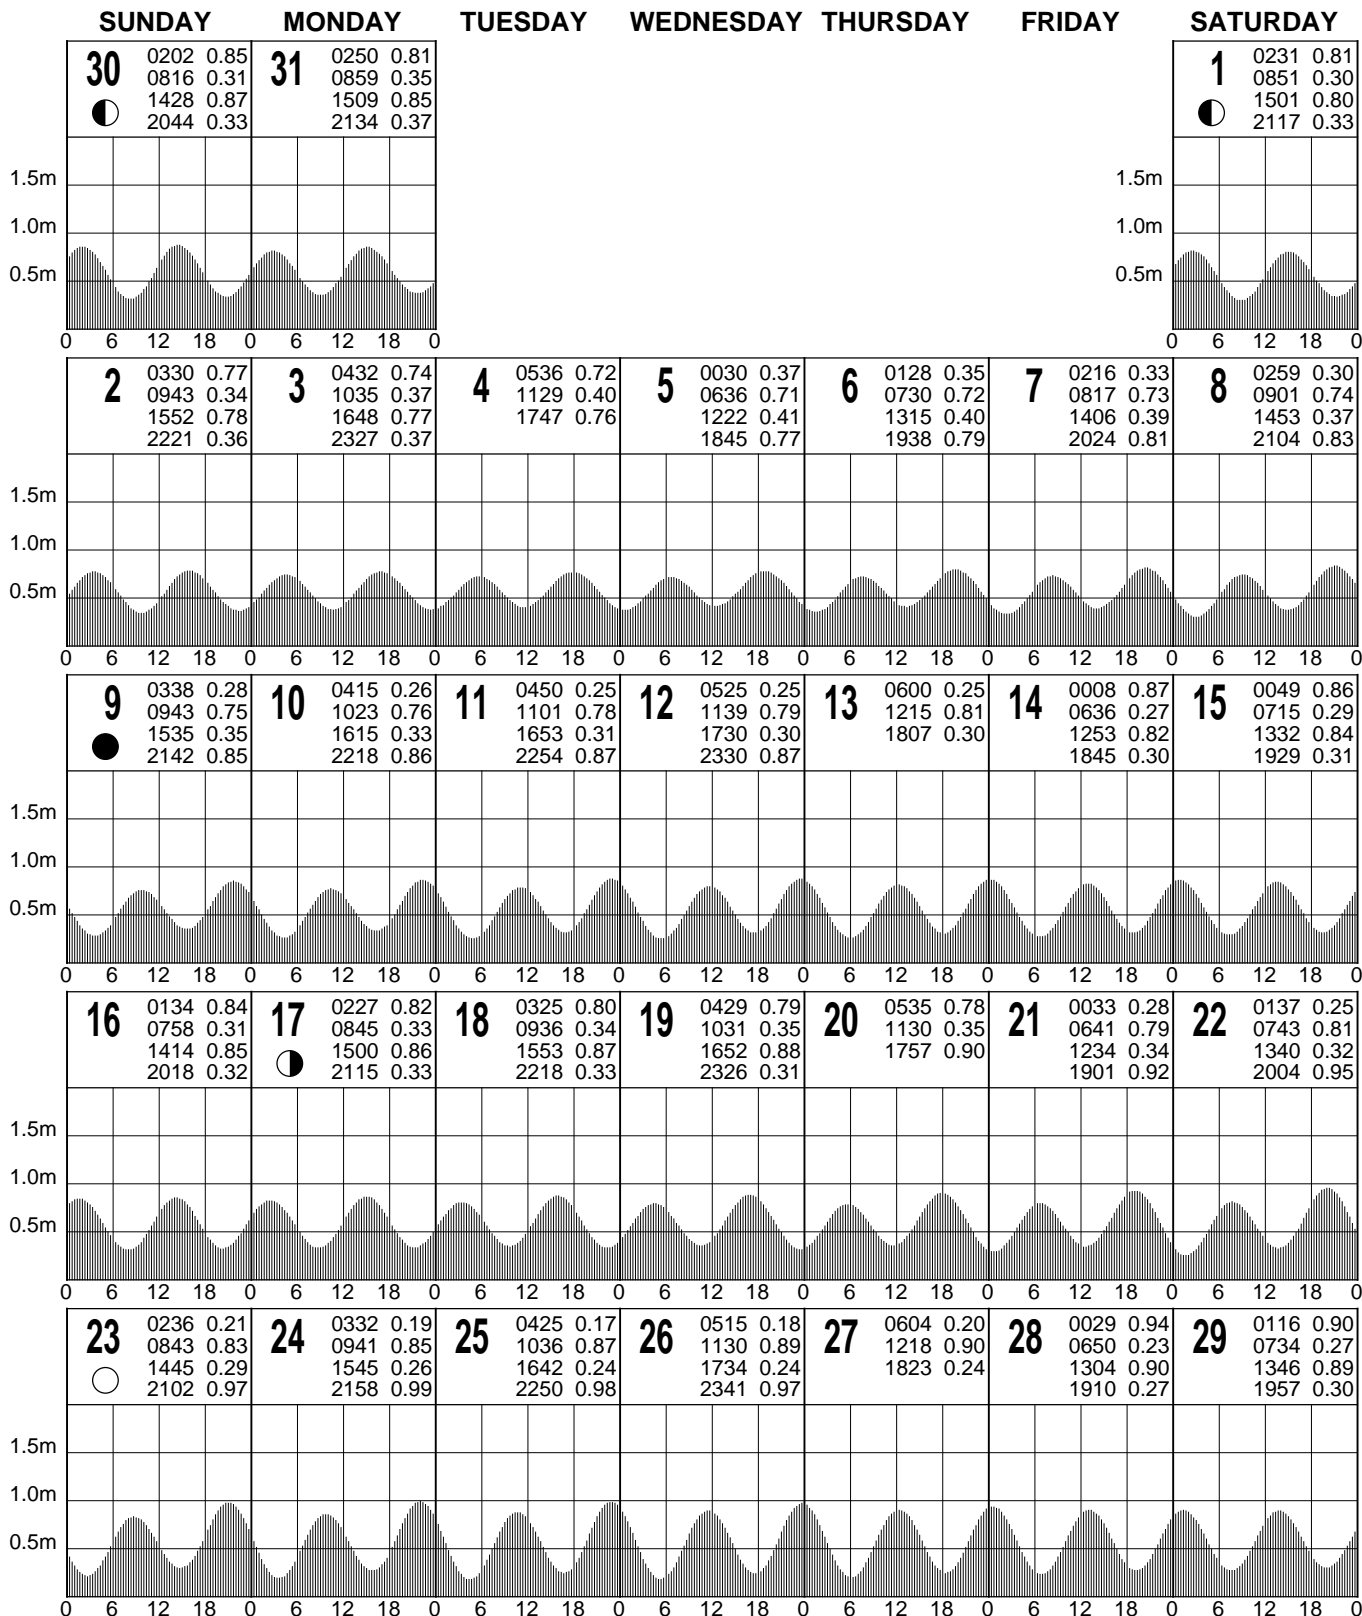 SUNDAY MONDAY TUESDAY WEDNESDAY THURSDAY FRIDAY SATURDAY
30 0202 0.85 31 0250 0.81 1 0231 0.81
0816 0.31 0859 0.35 0851 0.30
1428 0.87 1509 0.85 1501 0.80
2044 0.33 2134 0.37 2117 0.33
1.5m 1.5m
1.0m 1.0m
0.5m 0.5m
0 6 12 18 0 6 12 18 0 0 6 12 18 0
2 0330 0.77 3 0432 0.74 4 0536 0.72 5 0030 0.37 6 0128 0.35 7 0216 0.33 8 0259 0.30
0943 0.34 1035 0.37 1129 0.40 0636 0.71 0730 0.72 0817 0.73 0901 0.74
1552 0.78 1648 0.77 1747 0.76 1222 0.41 1315 0.40 1406 0.39 1453 0.37
2221 0.36 2327 0.37 1845 0.77 1938 0.79 2024 0.81 2104 0.83
1.5m
1.0m
0.5m
0 6 12 18 0 6 12 18 0 6 12 18 0 6 12 18 0 6 12 18 0 6 12 18 0 6 12 18 0
9 0338 0.28 10 0415 0.26 11 0450 0.25 12 0525 0.25 13 0600 0.25 14 0008 0.87 15 0049 0.86
0943 0.75 1023 0.76 1101 0.78 1139 0.79 1215 0.81 0636 0.27 0715 0.29
1535 0.35 1615 0.33 1653 0.31 1730 0.30 1807 0.30 1253 0.82 1332 0.84
2142 0.85 2218 0.86 2254 0.87 2330 0.87 1845 0.30 1929 0.31
1.5m
1.0m
0.5m
0 6 12 18 0 6 12 18 0 6 12 18 0 6 12 18 0 6 12 18 0 6 12 18 0 6 12 18 0
16 0134 0.84 17 0227 0.82 18 0325 0.80 19 0429 0.79 20 0535 0.78 21 0033 0.28 22 0137 0.25
0758 0.31 0845 0.33 0936 0.34 1031 0.35 1130 0.35 0641 0.79 0743 0.81
1414 0.85 1500 0.86 1553 0.87 1652 0.88 1757 0.90 1234 0.34 1340 0.32
2018 0.32 2115 0.33 2218 0.33 2326 0.31 1901 0.92 2004 0.95
1.5m
1.0m
0.5m
0 6 12 18 0 6 12 18 0 6 12 18 0 6 12 18 0 6 12 18 0 6 12 18 0 6 12 18 0
23 0236 0.21 24 0332 0.19 25 0425 0.17 26 0515 0.18 27 0604 0.20 28 0029 0.94 29 0116 0.90
0843 0.83 0941 0.85 1036 0.87 1130 0.89 1218 0.90 0650 0.23 0734 0.27
1445 0.29 1545 0.26 1642 0.24 1734 0.24 1823 0.24 1304 0.90 1346 0.89
2102 0.97 2158 0.99 2250 0.98 2341 0.97 1910 0.27 1957 0.30
1.5m
1.0m
0.5m
0 6 12 18 0 6 12 18 0 6 12 18 0 6 12 18 0 6 12 18 0 6 12 18 0 6 12 18 0